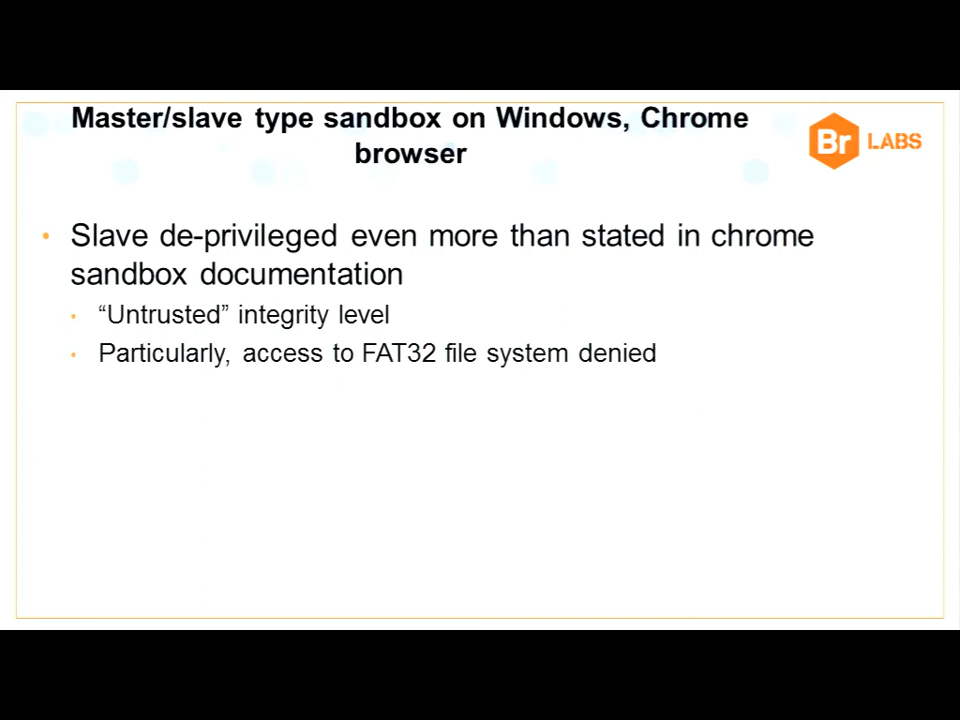 Master/slave type sandbox on Windows, Chrome
browser
Br LABS
• Slave de-privileged even more than stated in chrome
sandbox documentation
• “Untrusted” integrity level
• Particularly, access to FAT32 file system denied